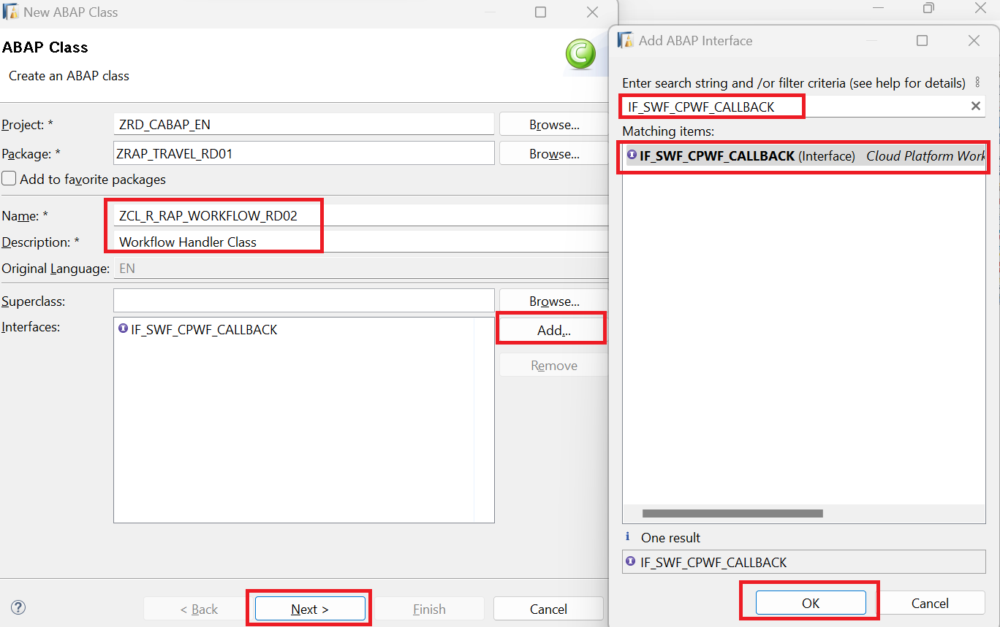 New ABAP Class
ABAP Class
Create an ABAP class
Project: *
ZRD_CABAP_EN
Browse...
Package: *
ZRAP_TRAVEL_RD01
Browse...
Add to favorite packages
Name: *
ZCL_R_RAP_WORKFLOW_RD02
Description: *
Workflow Handler Class
Original Language:
EN
Superclass:
Browse...
Interfaces:
IF_SWF_CPWF_CALLBACK
Add...
Remove
< Back
Next >
Finish
Cancel
Add ABAP Interface
Enter search string and /or filter criteria (see help for details)
IF_SWF_CPWF_CALLBACK
Matching items:
IF_SWF_CPWF_CALLBACK (Interface) Cloud Platform Work
One result
IF_SWF_CPWF_CALLBACK
OK
Cancel